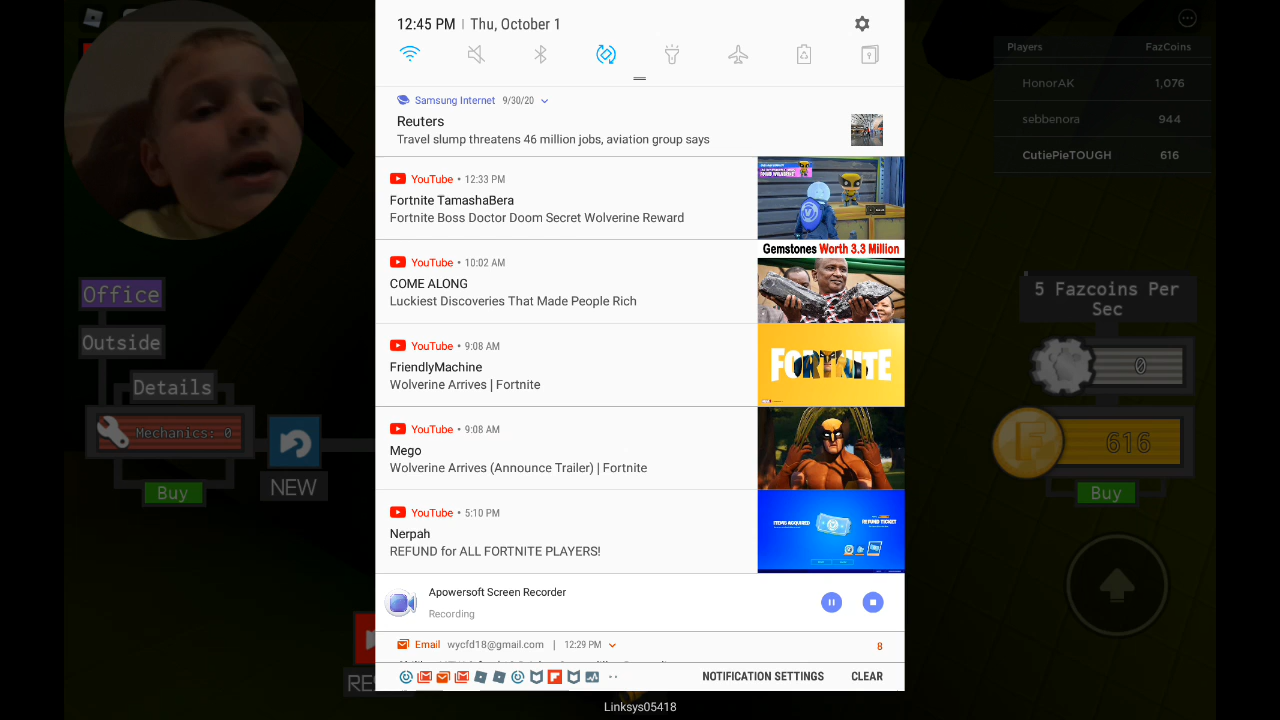 12:45 PM | Thu, October 1
Samsung Internet 9/30/20
Reuters
Travel slump threatens 46 million jobs, aviation group says
YouTube • 12:33 PM
Fortnite TamashaBera
Fortnite Boss Doctor Doom Secret Wolverine Reward
YouTube • 10:02 AM
COME ALONG
Luckiest Discoveries That Made People Rich
Gemstones Worth 3.3 Million
YouTube • 9:08 AM
FriendlyMachine
Wolverine Arrives | Fortnite
FORTNITE
YouTube • 9:08 AM
Mego
Wolverine Arrives (Announce Trailer) | Fortnite
YouTube • 5:10 PM
Nerpah
REFUND for ALL FORTNITE PLAYERS!
ITEMS ACQUIRED
REFUND TICKET
Apowersoft Screen Recorder
Recording
Email wycfd18@gmail.com | 12:29 PM
8
NOTIFICATION SETTINGS CLEAR
Linksys05418
Office
Outside
Details
Mechanics: 0
Buy
NEW
RES
Players FazCoins
HonorAK 1,076
sebbenora 944
CutiePieTOUGH 616
5 Fazcoins Per
Sec
0
616
Buy